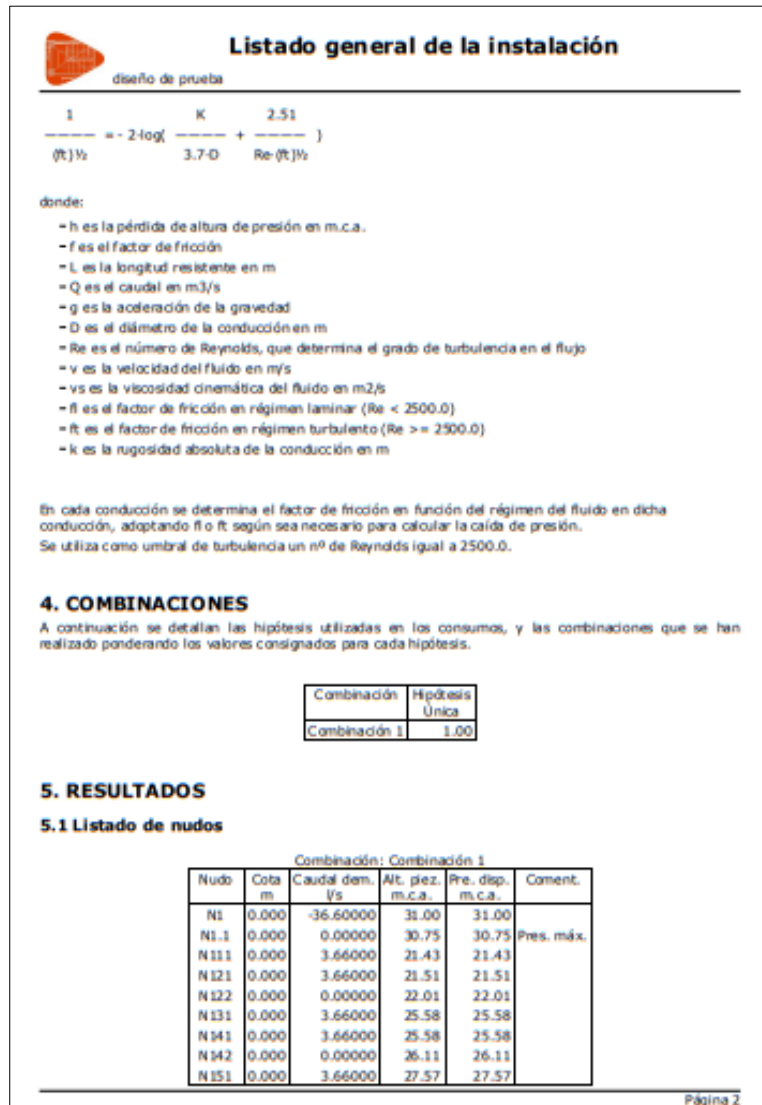 Listado general de la instalación
diseño de prueba
1 K 2.51
———— = - 2·log( ———— + ———— )
(ft)½ 3.7·D Re·(ft)½
donde:
- h es la pérdida de altura de presión en m.c.a.
- f es el factor de fricción
- L es la longitud resistente en m
- Q es el caudal en m3/s
- g es la aceleración de la gravedad
- D es el diámetro de la conducción en m
- Re es el número de Reynolds, que determina el grado de turbulencia en el flujo
- v es la velocidad del fluido en m/s
- vs es la viscosidad cinemática del fluido en m2/s
- fl es el factor de fricción en régimen laminar (Re < 2500.0)
- ft es el factor de fricción en régimen turbulento (Re >= 2500.0)
- k es la rugosidad absoluta de la conducción en m
En cada conducción se determina el factor de fricción en función del régimen del fluido en dicha
conducción, adoptando fl o ft según sea necesario para calcular la caída de presión.
Se utiliza como umbral de turbulencia un nº de Reynolds igual a 2500.0.
4. COMBINACIONES
A continuación se detallan las hipótesis utilizadas en los consumos, y las combinaciones que se han
realizado ponderando los valores consignados para cada hipótesis.
Combinación Hipótesis
Única
Combinación 1 1.00
5. RESULTADOS
5.1 Listado de nudos
Combinación: Combinación 1
Nudo Cota Caudal dem. Alt. piez. Pre. disp. Coment.
m l/s m.c.a. m.c.a.
N1 0.000 -36.60000 31.00 31.00
N1.1 0.000 0.00000 30.75 30.75 Pres. máx.
N111 0.000 3.66000 21.43 21.43
N121 0.000 3.66000 21.51 21.51
N122 0.000 0.00000 22.01 22.01
N131 0.000 3.66000 25.58 25.58
N141 0.000 3.66000 25.58 25.58
N142 0.000 0.00000 26.11 26.11
N151 0.000 3.66000 27.57 27.57
Página 2